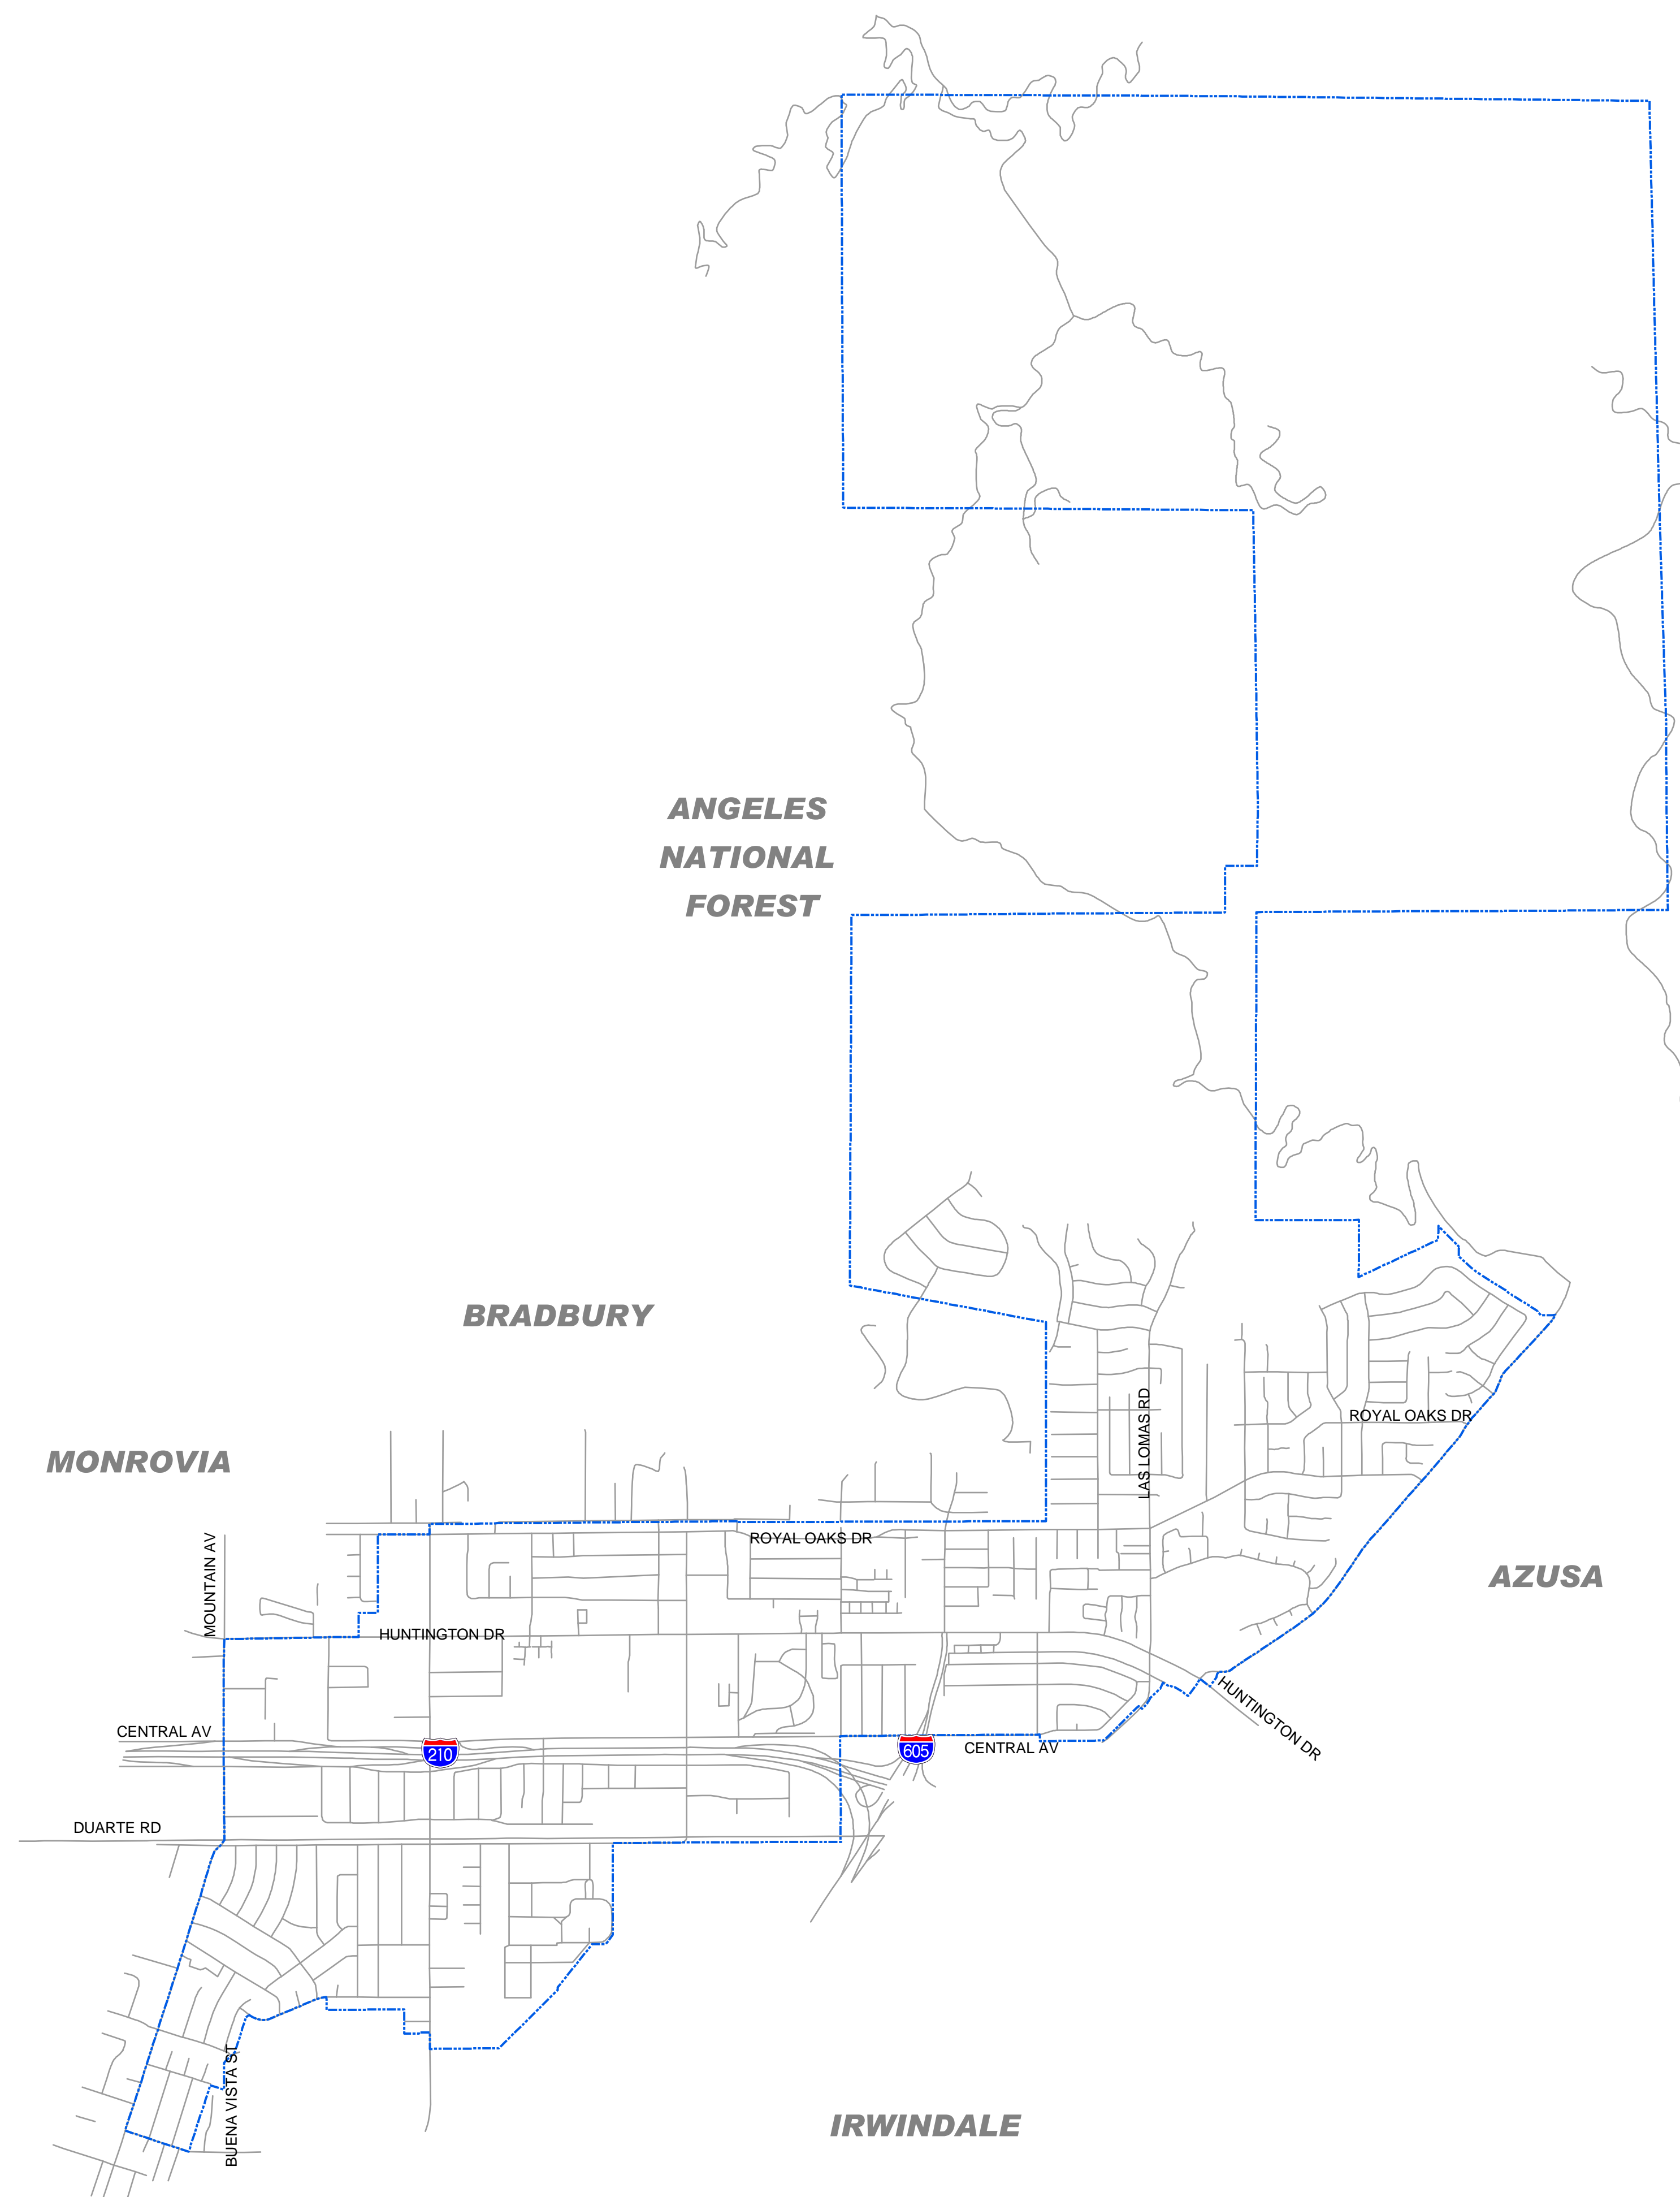 ANGELES
NATIONAL
FOREST
BRADBURY
LAS LOMAS RD
ROYAL OAKS DR
MONROVIA
MOUNTAIN AV
ROYAL OAKS DR
AZUSA
HUNTINGTON DR
HUNTINGTON DR
CENTRAL AV
210
605
CENTRAL AV
DUARTE RD
BUENA VISTA ST
IRWINDALE